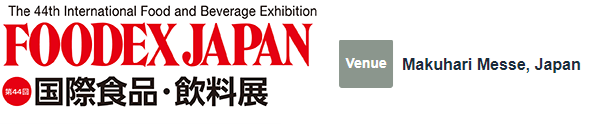 The 44th International Food and Beverage Exhibition
FOODEX JAPAN
第44回 国際食品・飲料展
Venue Makuhari Messe, Japan